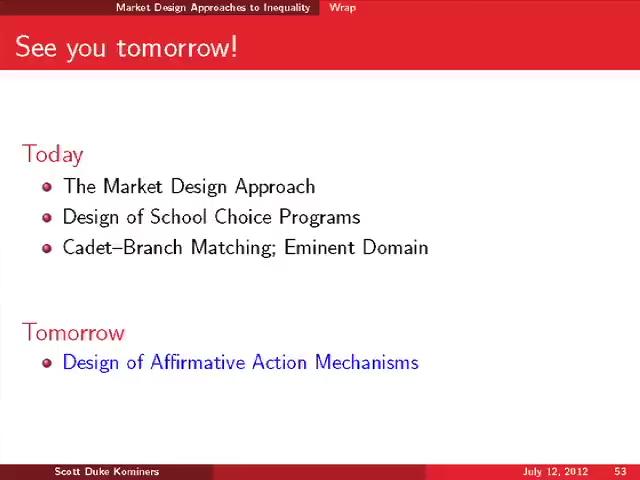 Market Design Approaches to Inequality Wrap
See you tomorrow!
Today
The Market Design Approach
Design of School Choice Programs
Cadet–Branch Matching; Eminent Domain
Tomorrow
Design of Affirmative Action Mechanisms
Scott Duke Kominers July 12, 2012 53